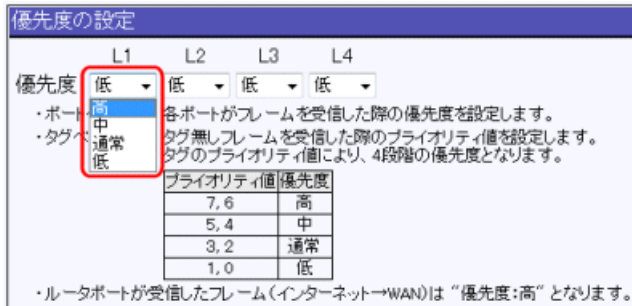 優先度の設定
L1 L2 L3 L4
優先度 低 低 低 低
高
中
通常
低
・ポート 各ポートがフレームを受信した際の優先度を設定します。
・タグベ タグ無しフレームを受信した際のプライオリティ値を設定します。
タグのプライオリティ値により、4段階の優先度となります。
プライオリティ値 優先度
7, 6 高
5, 4 中
3, 2 通常
1, 0 低
・ルータポートが受信したフレーム(インターネット→WAN)は“優先度:高”となります。